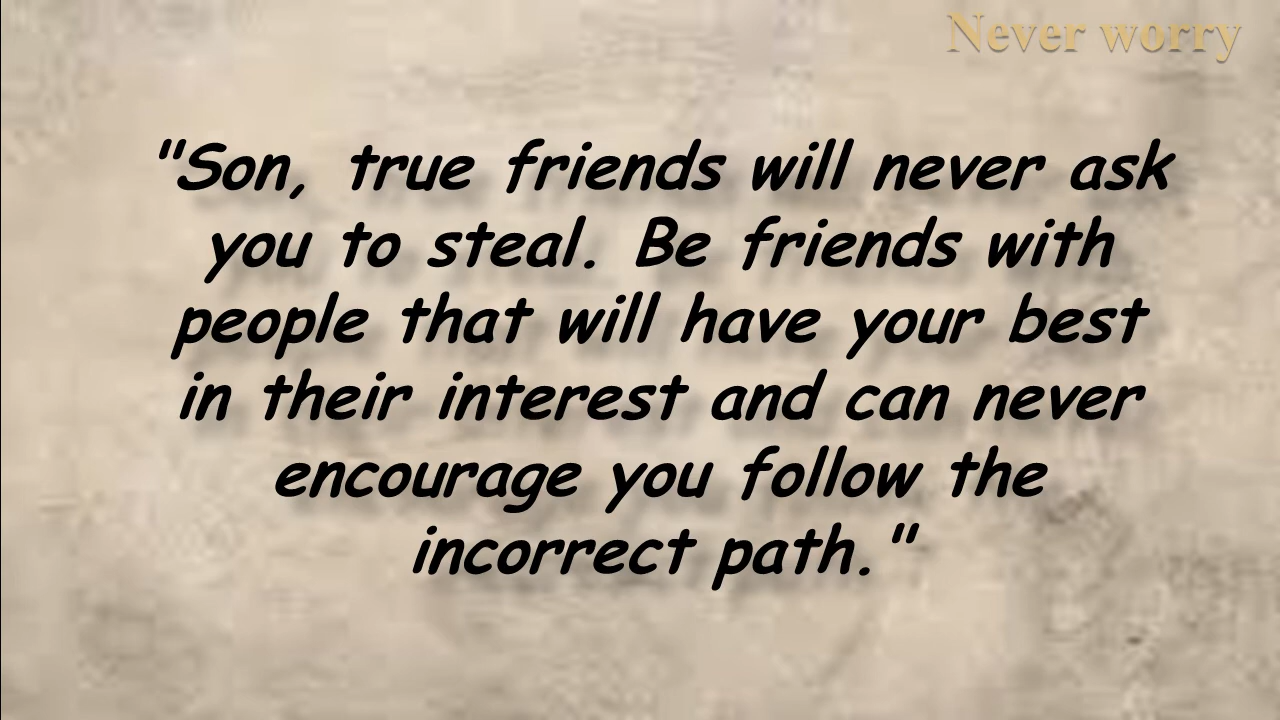 Never worry
"Son, true friends will never ask
you to steal. Be friends with
people that will have your best
in their interest and can never
encourage you follow the
incorrect path."